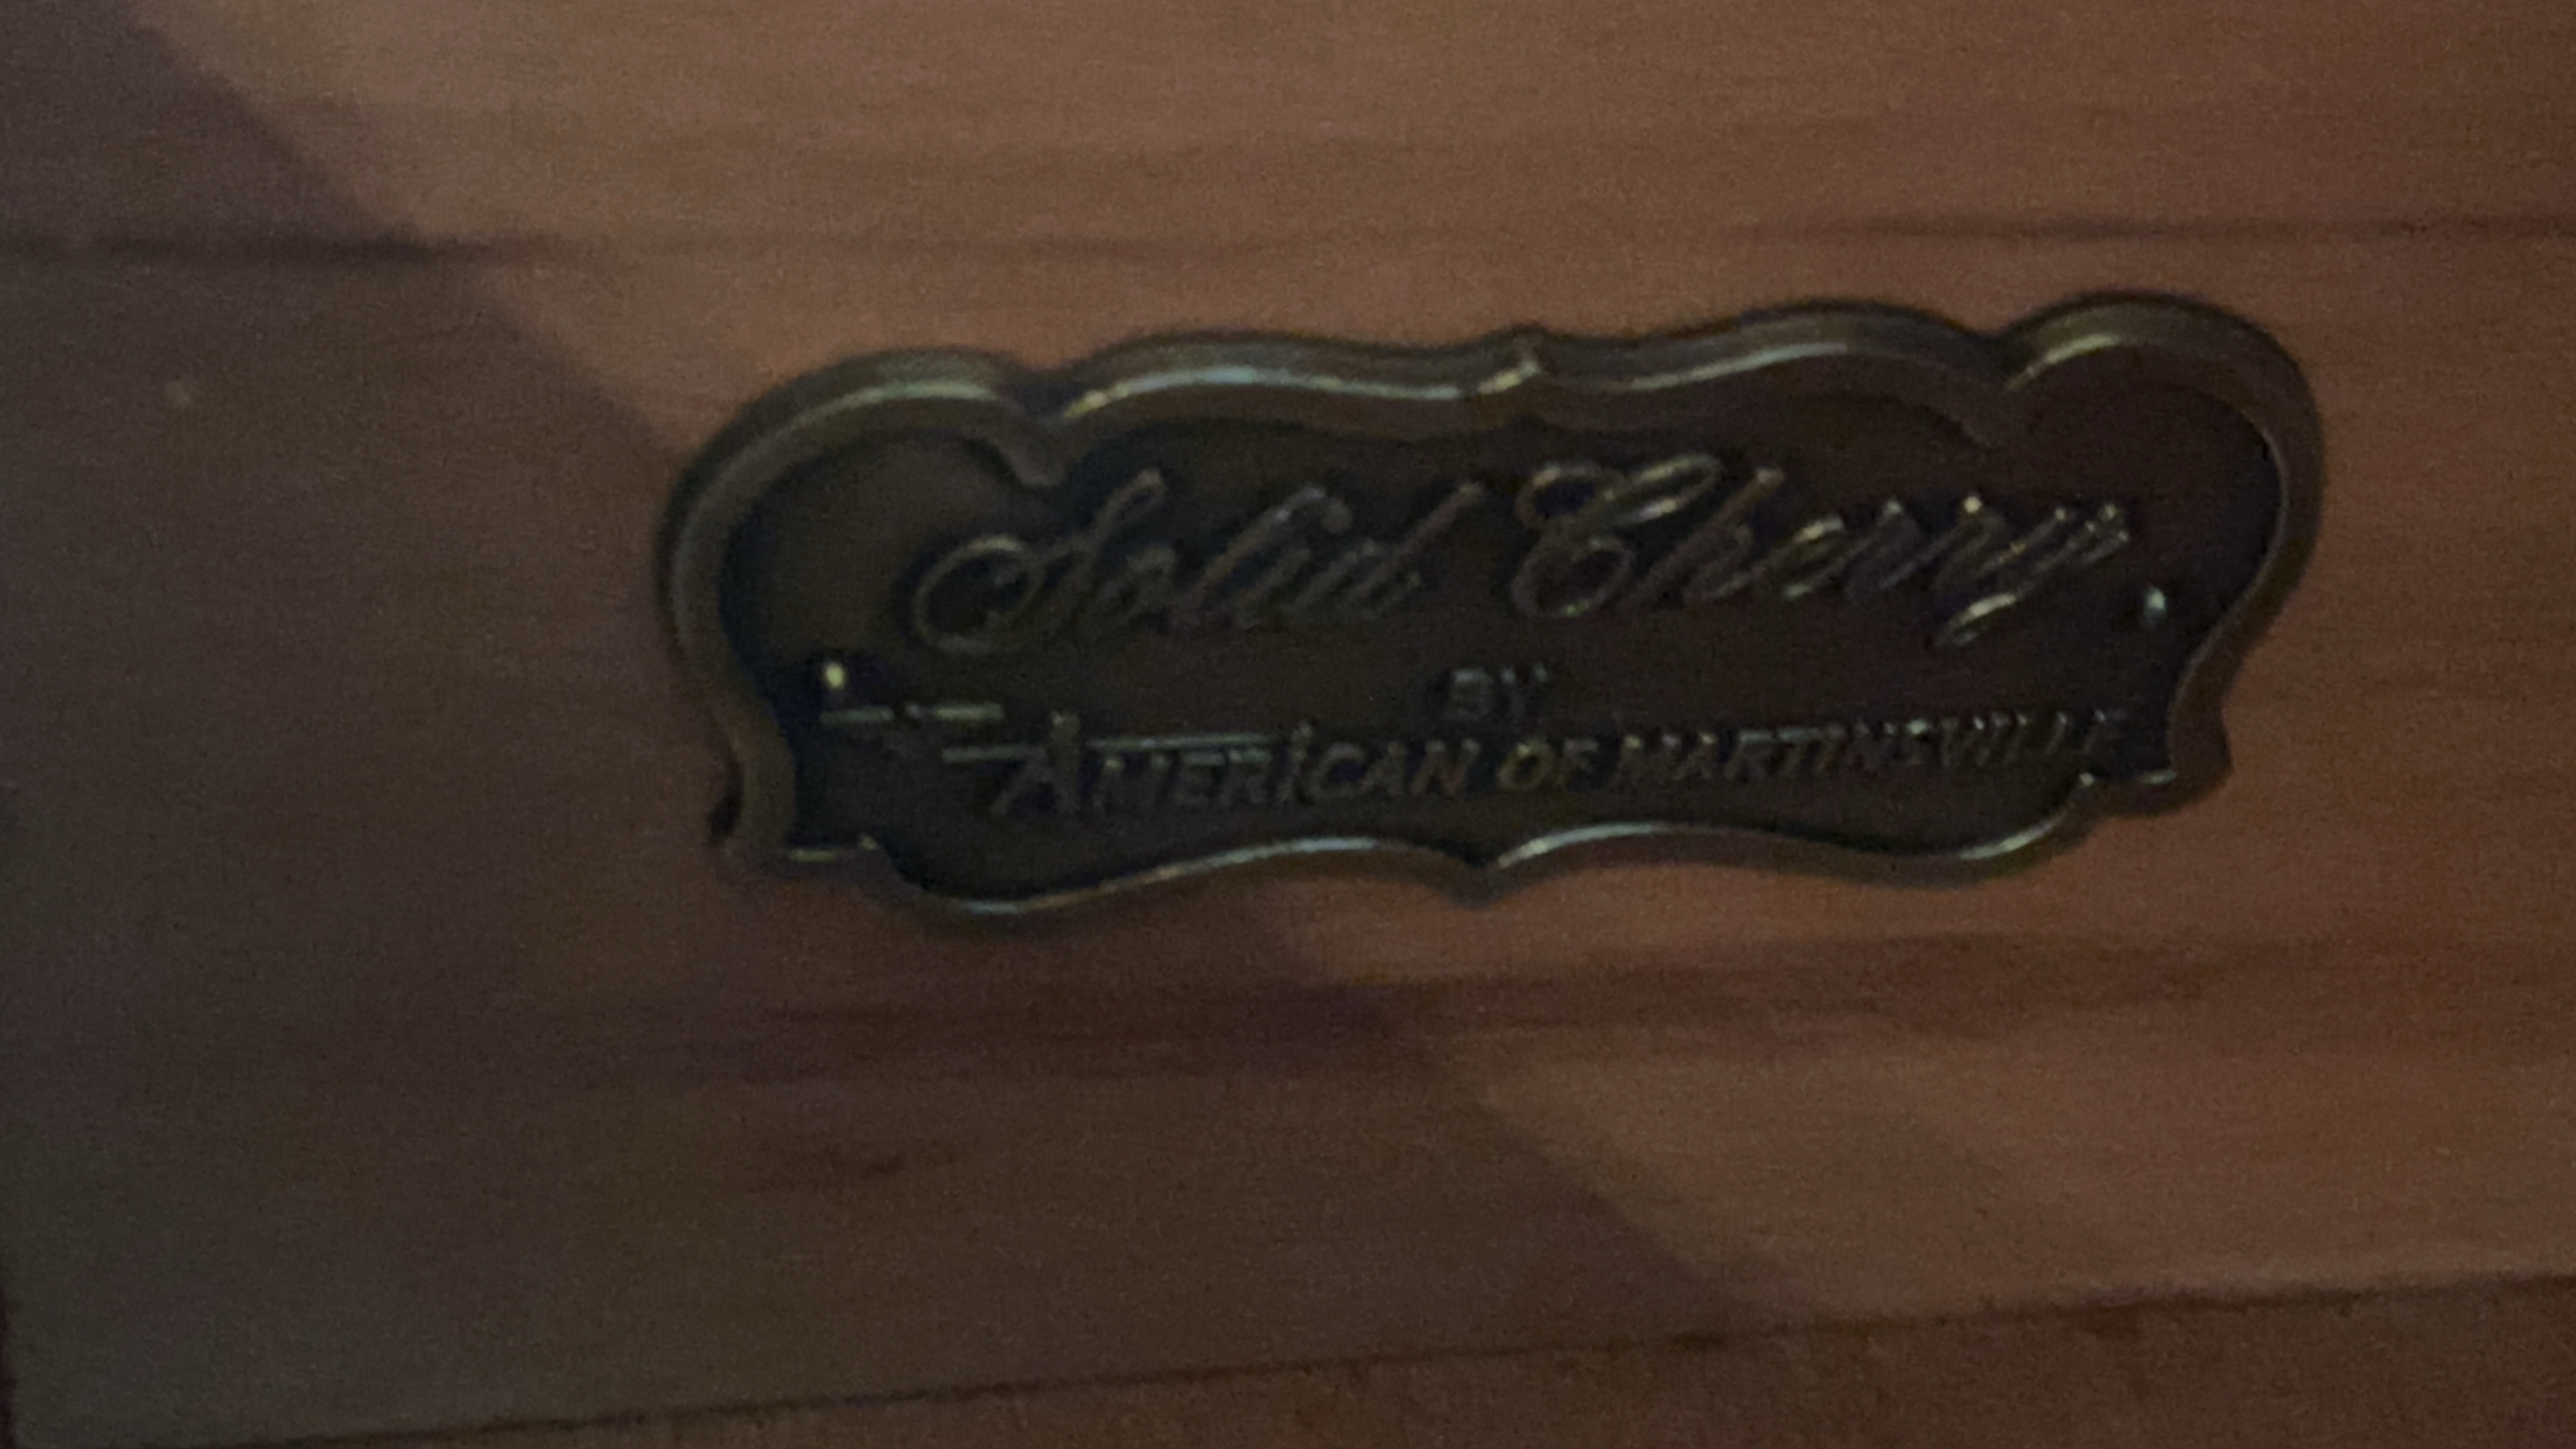 Solid Cherry
BY
AMERICAN OF MARTINSVILLE